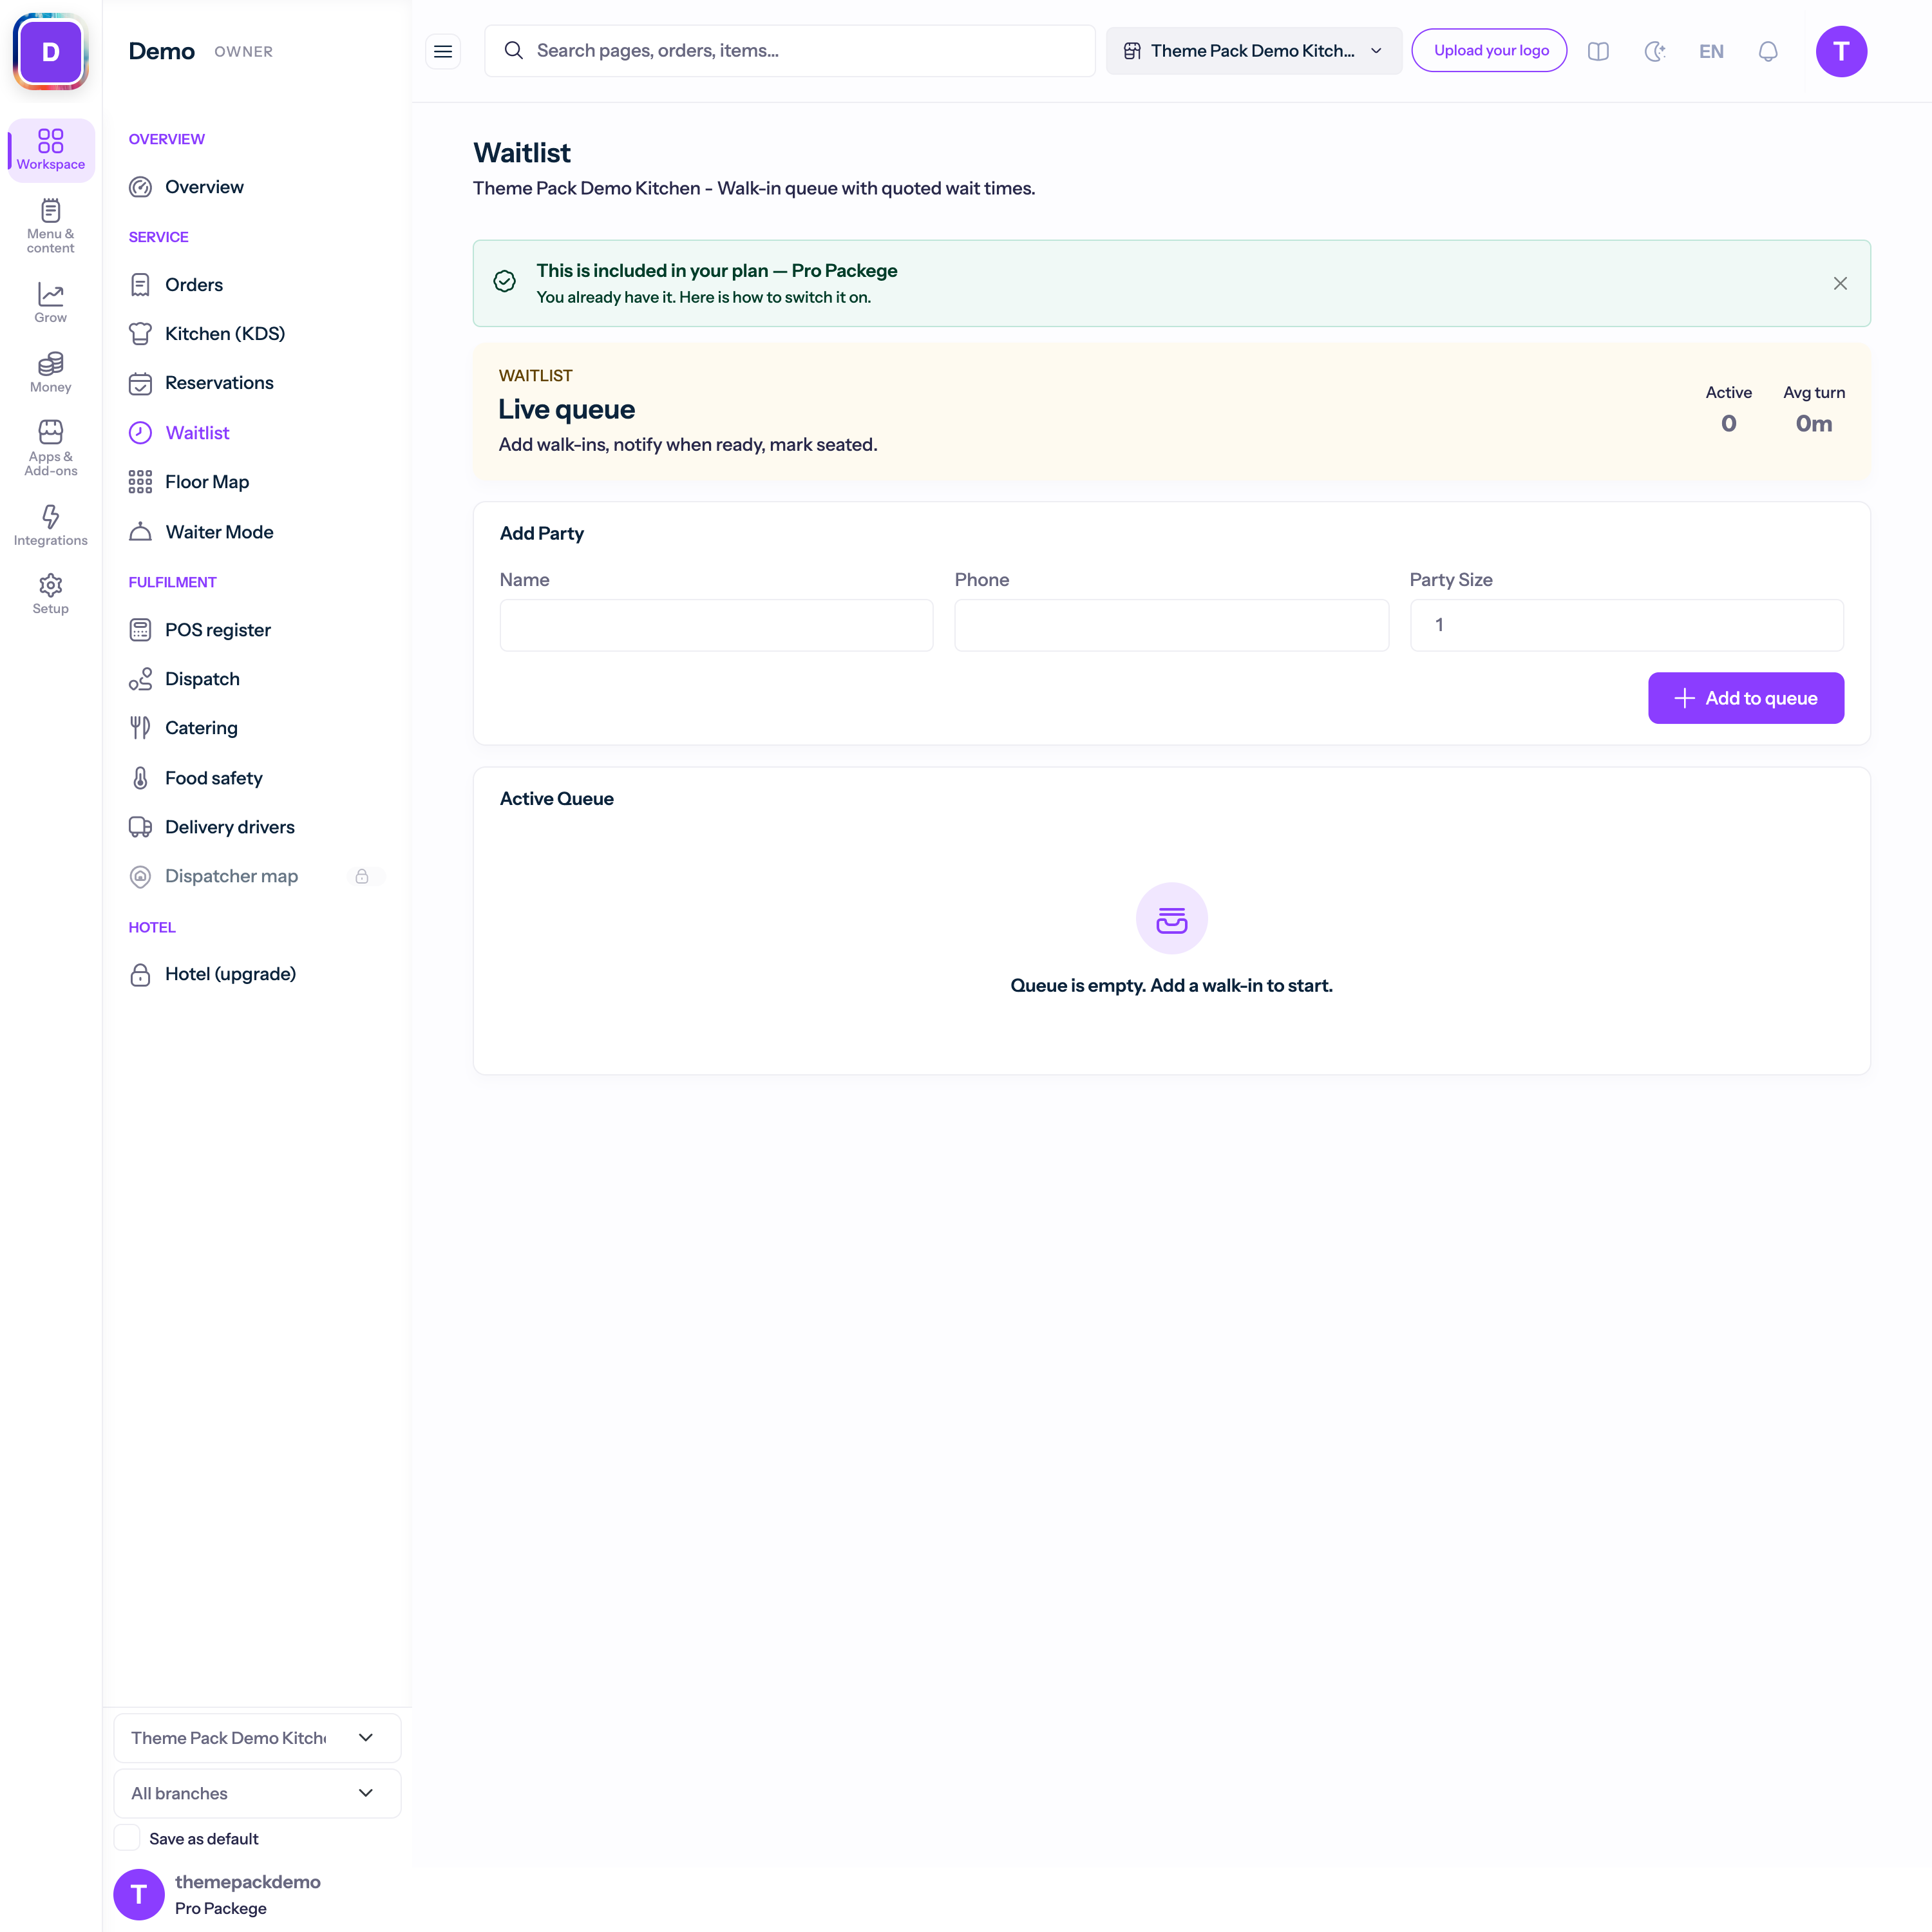 D
Demo OWNER
Search pages, orders, items...
Theme Pack Demo Kitch...
Upload your logo
EN
T
Workspace
Menu &
content
Grow
Money
Apps &
Add-ons
Integrations
Setup
OVERVIEW
Overview
SERVICE
Orders
Kitchen (KDS)
Reservations
Waitlist
Floor Map
Waiter Mode
FULFILMENT
POS register
Dispatch
Catering
Food safety
Delivery drivers
Dispatcher map
HOTEL
Hotel (upgrade)
Theme Pack Demo Kitche
All branches
Save as default
T
themepackdemo
Pro Packege
Waitlist
Theme Pack Demo Kitchen - Walk-in queue with quoted wait times.
This is included in your plan — Pro Packege
You already have it. Here is how to switch it on.
WAITLIST
Live queue
Add walk-ins, notify when ready, mark seated.
Active Avg turn
0 0m
Add Party
Name Phone Party Size
1
Add to queue
Active Queue
Queue is empty. Add a walk-in to start.